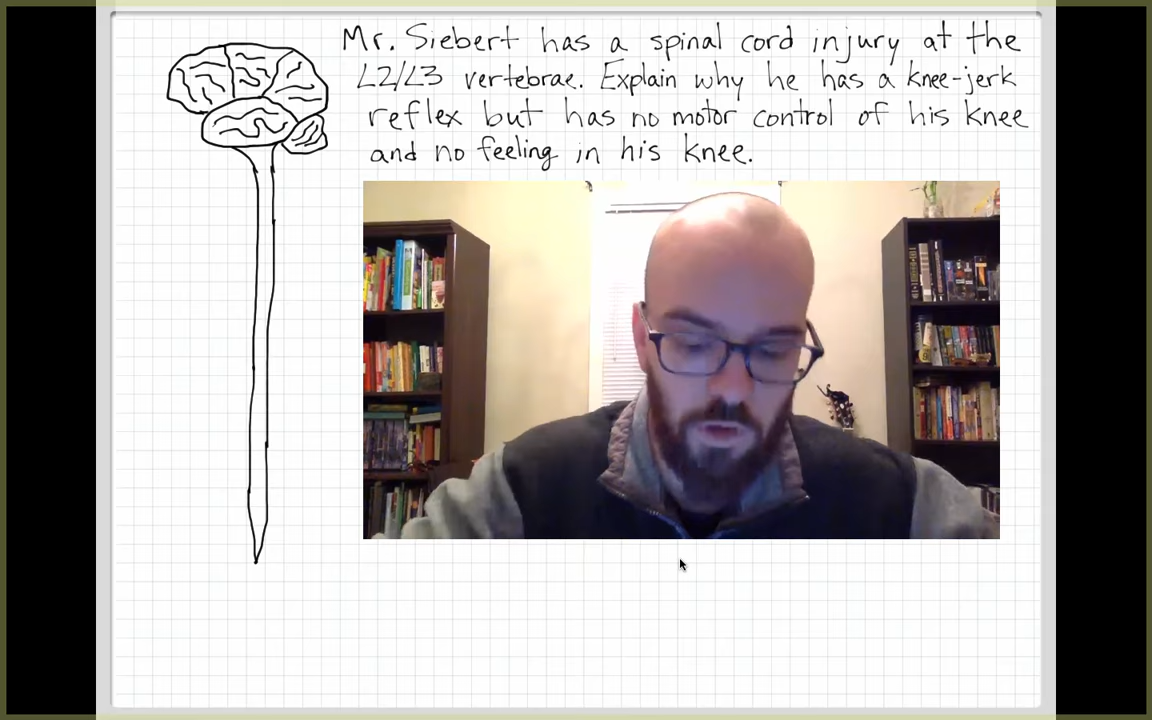 Mr. Siebert has a spinal cord injury at the
L2/L3 vertebrae. Explain why he has a knee-jerk
reflex but has no motor control of his knee
and no feeling in his knee.